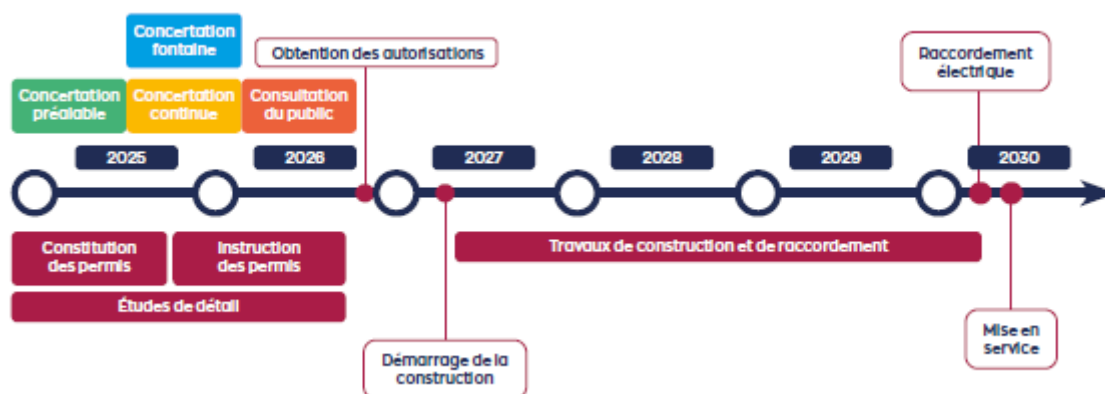 Concertation
fontaine
Obtention des autorisations
Raccordement
électrique
Concertation
préalable
Concertation
continue
Consultation
du public
2025
2026
2027
2028
2029
2030
Constitution
des permis
Instruction
des permis
Travaux de construction et de raccordement
Études de détail
Démarrage de la
construction
Mise en
service